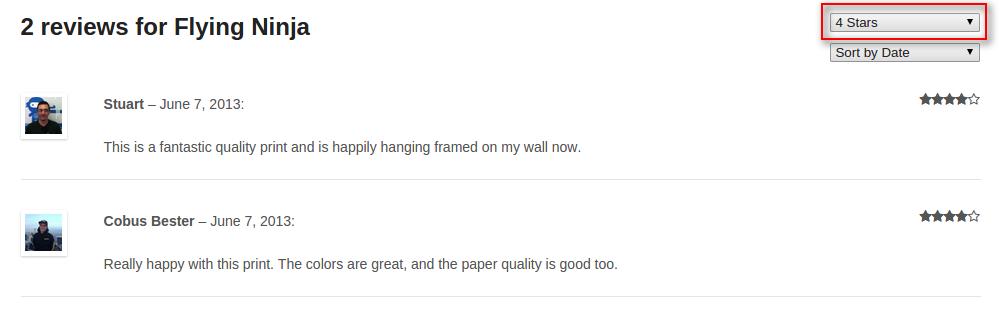 2 reviews for Flying Ninja
4 Stars
Sort by Date
Stuart – June 7, 2013:
This is a fantastic quality print and is happily hanging framed on my wall now.
Cobus Bester – June 7, 2013:
Really happy with this print. The colors are great, and the paper quality is good too.